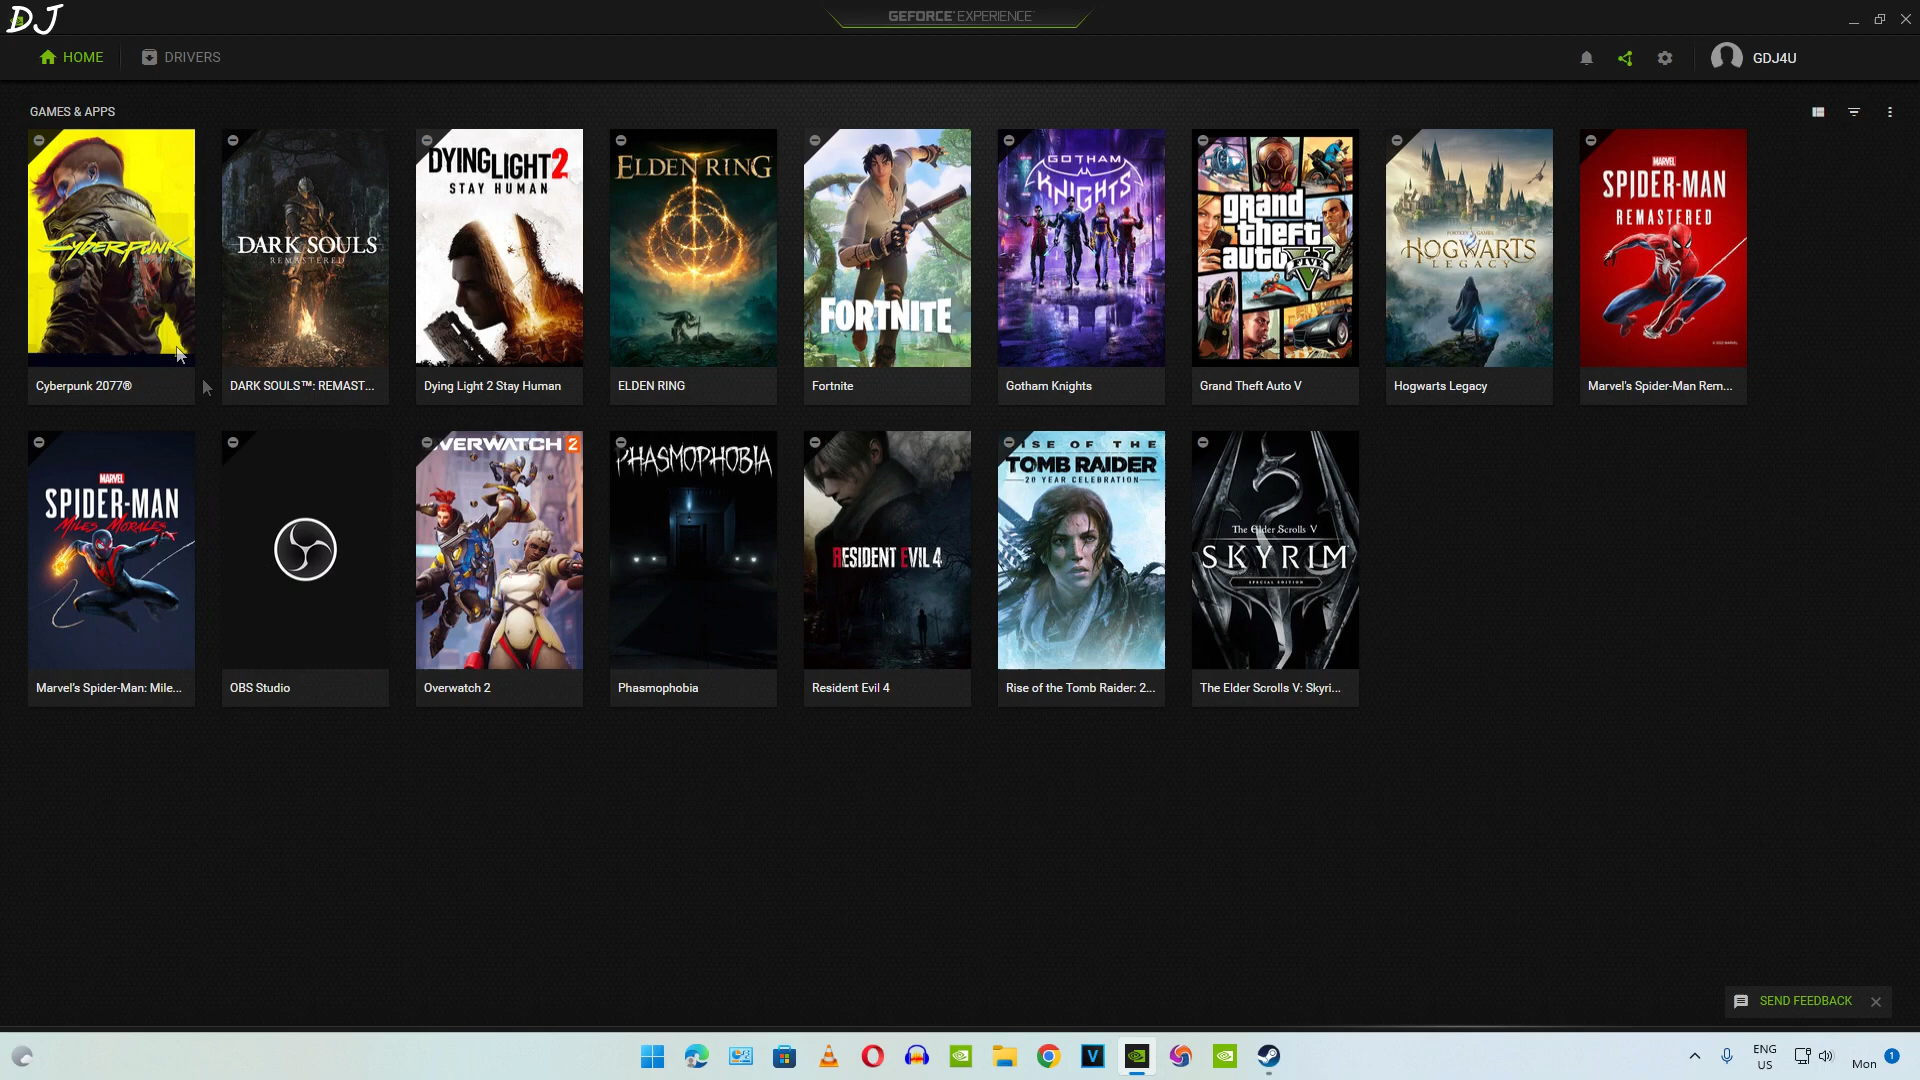 DJ
GEFORCE EXPERIENCE
HOME
DRIVERS
GDJ4U
GAMES & APPS
Cyberpunk
DARK SOULS
REMASTERED
DYING LIGHT 2
STAY HUMAN
ELDEN RING
FORTNITE
GOTHAM
KNIGHTS
grand
theft
auto
FIVE
PORTKEY GAMES
HOGWARTS
LEGACY
MARVEL
SPIDER-MAN
REMASTERED
Cyberpunk 2077®
DARK SOULS™: REMAST...
Dying Light 2 Stay Human
ELDEN RING
Fortnite
Gotham Knights
Grand Theft Auto V
Hogwarts Legacy
Marvel's Spider-Man Rem...
MARVEL
SPIDER-MAN
MILES MORALES
VERWATCH 2
PHASMOPHOBIA
RESIDENT EVIL 4
ISE OF THE
TOMB RAIDER
20 YEAR CELEBRATION
The Elder Scrolls V
SKYRIM
SPECIAL EDITION
Marvel's Spider-Man: Mile...
OBS Studio
Overwatch 2
Phasmophobia
Resident Evil 4
Rise of the Tomb Raider: 2...
The Elder Scrolls V: Skyri...
SEND FEEDBACK
V
ENG
US
Mon
1